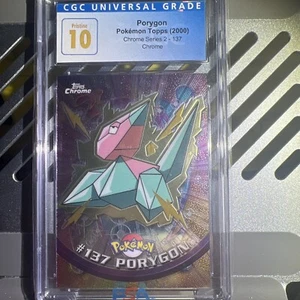 CGC UNIVERSAL GRADE
Pristine
10
Porygon
Pokémon Topps (2000)
Chrome Series 2 - 137
Chrome
Topps
Chrome
POKéMON
#137 PORYGON